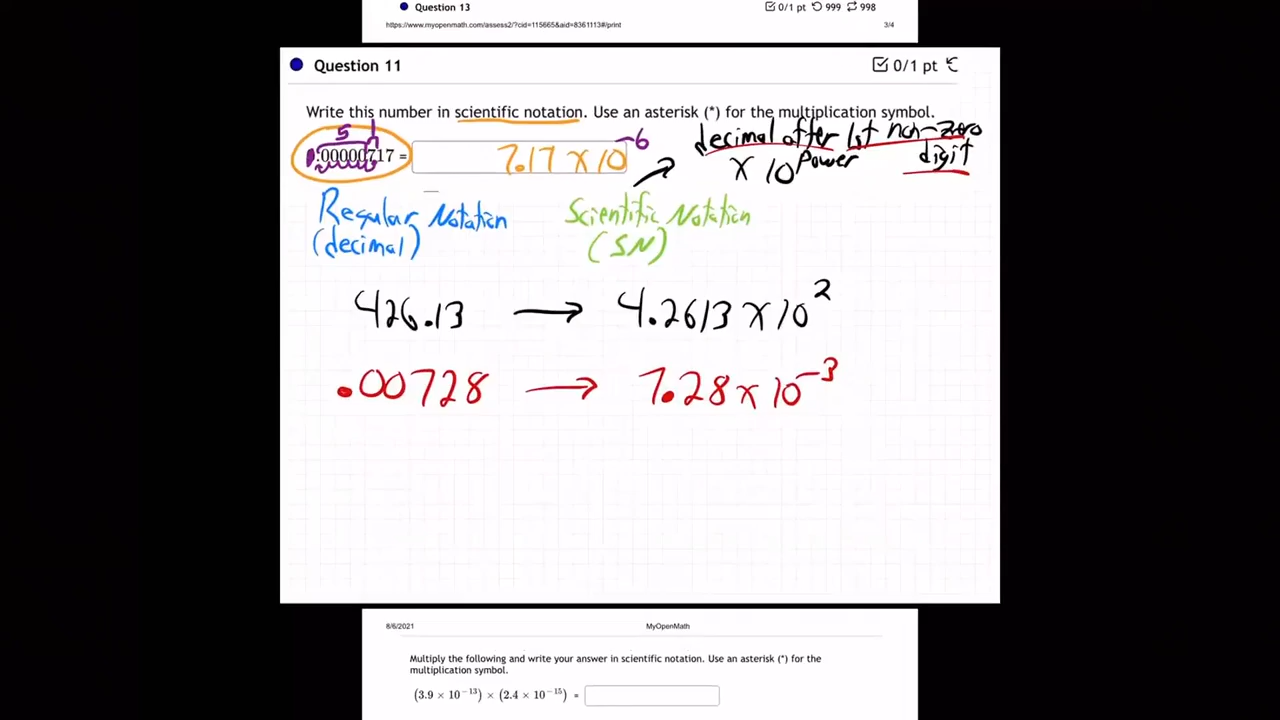 Question 13 0/1 pt 999 998
https://www.myopenmath.com/assess2/?cid=115665&aid=8361113#/print 3/4
Question 11 0/1 pt
Write this number in scientific notation. Use an asterisk (*) for the multiplication symbol.
5 1
.00000717 = 7.17 x 10^-6
decimal after 1st non-zero digit
x 10^Power
Regular Notation (decimal)
Scientific Notation (SN)
426.13 → 4.2613 x 10^2
.00728 → 7.28 x 10^-3
8/6/2021 MyOpenMath
Multiply the following and write your answer in scientific notation. Use an asterisk (*) for the
multiplication symbol.
(3.9 × 10^-13) × (2.4 × 10^-15) =